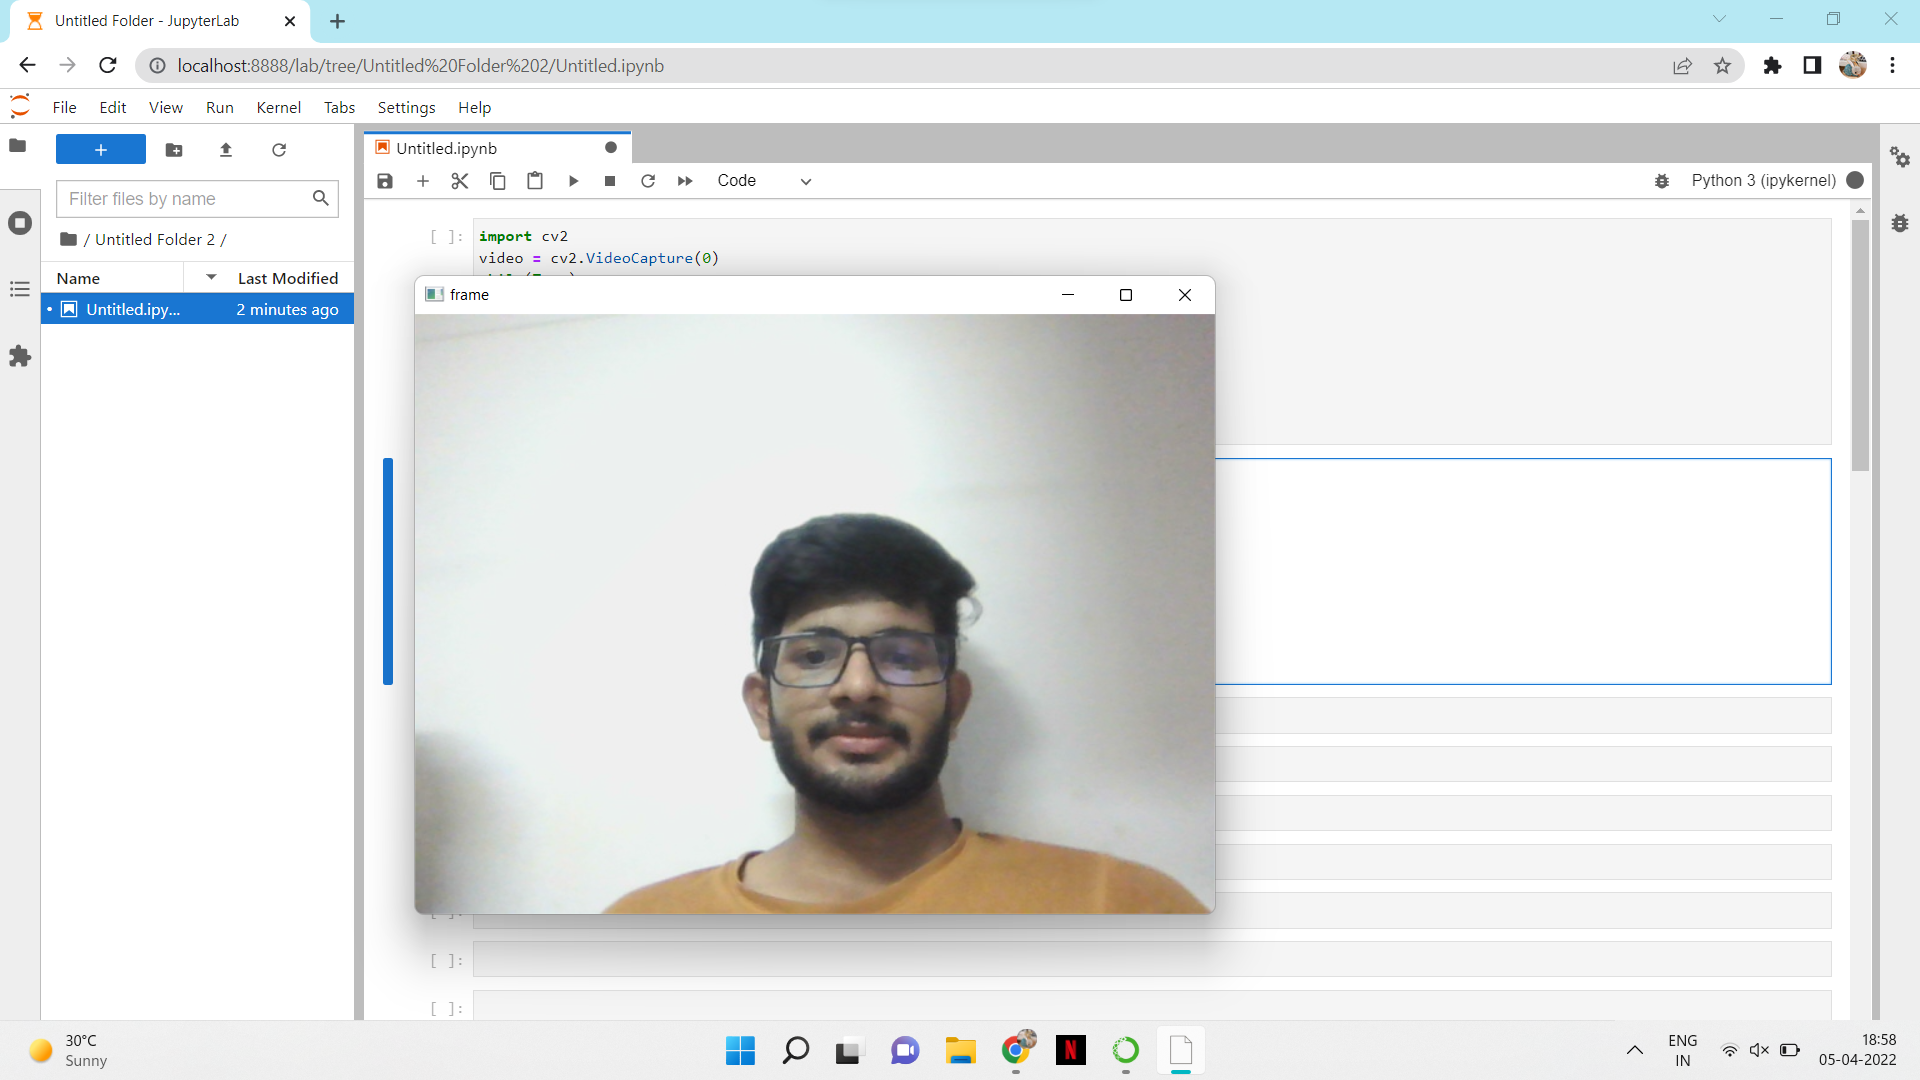 Untitled Folder - JupyterLab
localhost:8888/lab/tree/Untitled%20Folder%202/Untitled.ipynb
File Edit View Run Kernel Tabs Settings Help
Untitled.ipynb
Code
Python 3 (ipykernel)
Filter files by name
/ Untitled Folder 2 /
Name Last Modified
Untitled.ipy... 2 minutes ago
[ ]: import cv2
video = cv2.VideoCapture(0)
frame
[ ]:
[ ]:
30°C
Sunny
N
ENG
IN
18:58
05-04-2022